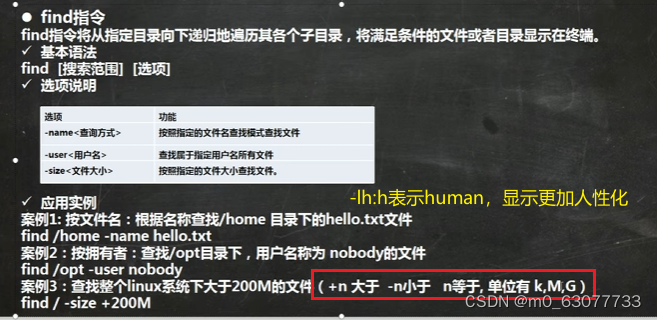 ● find指令
find指令将从指定目录向下递归地遍历其各个子目录，将满足条件的文件或者目录显示在终端。
✓ 基本语法
find [搜索范围] [选项]
✓ 选项说明
选项 功能
-name<查询方式> 按照指定的文件名查找模式查找文件
-user<用户名> 查找属于指定用户名所有文件
-size<文件大小> 按照指定的文件大小查找文件。
-lh:h表示human，显示更加人性化
✓ 应用实例
案例1: 按文件名：根据名称查找/home 目录下的hello.txt文件
find /home -name hello.txt
案例2：按拥有者：查找/opt目录下，用户名称为 nobody的文件
find /opt -user nobody
案例3：查找整个linux系统下大于200M的文件（+n 大于 -n小于 n等于, 单位有 k,M,G）
find / -size +200M
CSDN @m0_63077733